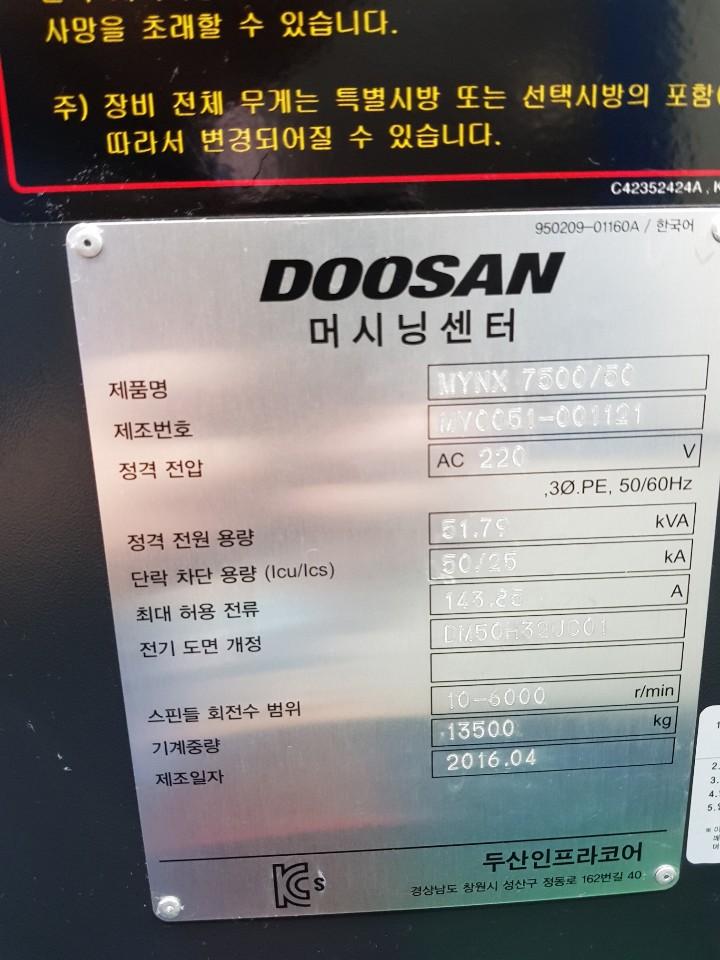 사망을 초래할 수 있습니다.
주) 장비 전체 무게는 특별시방 또는 선택시방의 포함
따라서 변경되어질 수 있습니다.
C42352424A , K
950209-01160A / 한국어
DOOSAN
머시닝센터
제품명 MYNX 7500/50
제조번호 MY0051-001121
정격 전압 AC 220 V
,3Ø.PE, 50/60Hz
정격 전원 용량 51.79 kVA
단락 차단 용량 (Icu/Ics) 50/25 kA
최대 허용 전류 A
전기 도면 개정
스핀들 회전수 범위 10-6000 r/min
기계중량 13500 kg
제조일자 2016.04
KC s
두산인프라코어
경상남도 창원시 성산구 정동로 162번길 40
2.
3.
4.
5.